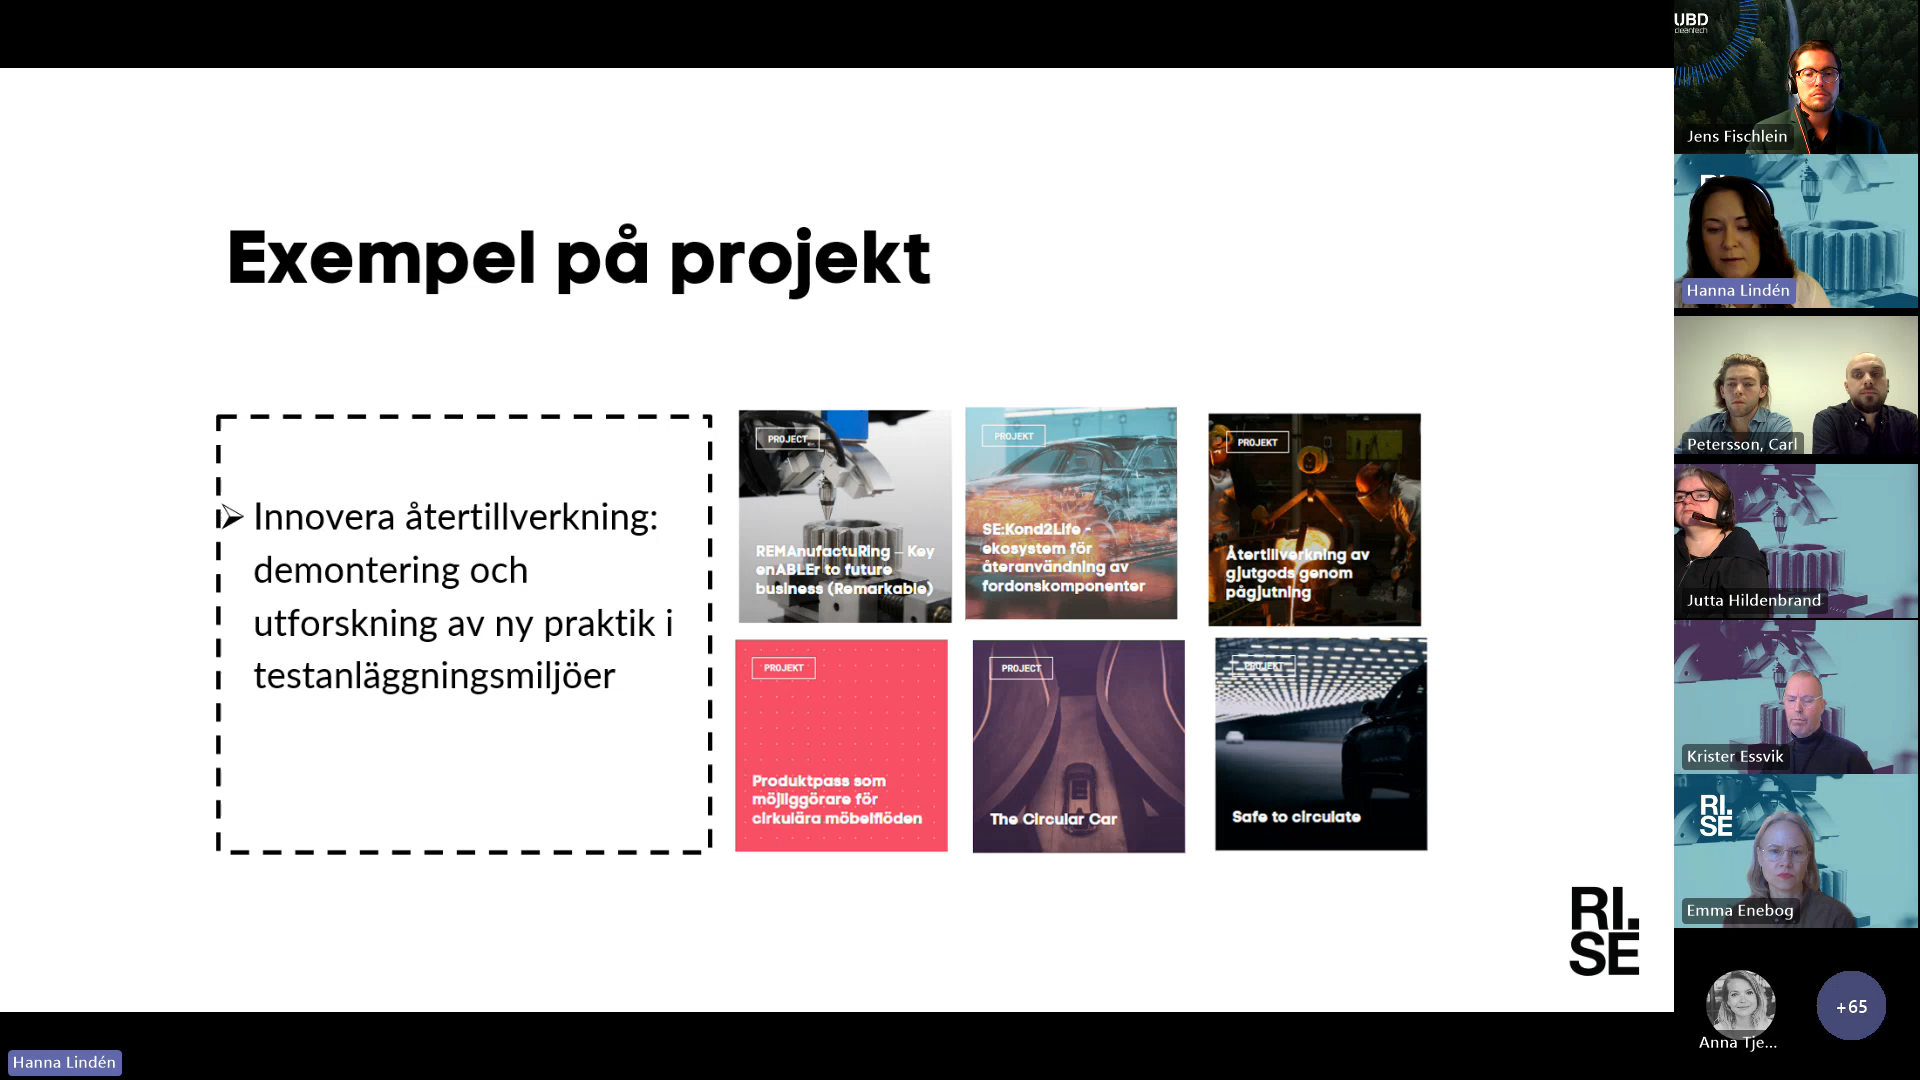 Exempel på projekt
Innovera återtillverkning:
demontering och
utforskning av ny praktik i
testanläggningsmiljöer
PROJECT
REMAnufactuRing – Key
enABLEr to future
business (Remarkable)
PROJEKT
SE:Kond2Life -
ekosystem för
återanvändning av
fordonskomponenter
PROJEKT
Återtillverkning av
gjutgods genom
pågjutning
PROJEKT
Produktpass som
möjliggörare för
cirkulära möbelflöden
PROJECT
The Circular Car
PROJEKT
Safe to circulate
RI.
SE
UBD
cleantech
Jens Fischlein
Hanna Lindén
Petersson, Carl
Jutta Hildenbrand
Krister Essvik
RI.
SE
Emma Enebog
Anna Tje...
+65
Hanna Lindén